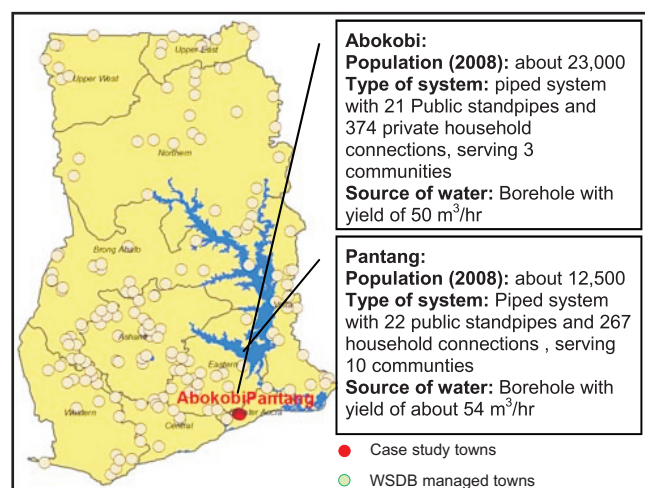 Upper East
Upper West
Northern
Brong Ahafo
Volta
Ashanti
Eastern
AbokobiPantang
Greater Accra
Western
Central
Abokobi:
Population (2008): about 23,000
Type of system: piped system
with 21 Public standpipes and
374 private household
connections, serving 3
communities
Source of water: Borehole with
yield of 50 m³/hr
Pantang:
Population (2008): about 12,500
Type of system: Piped system
with 22 public standpipes and 267
household connections , serving
10 communties
Source of water: Borehole with
yield of about 54 m³/hr
Case study towns
WSDB managed towns